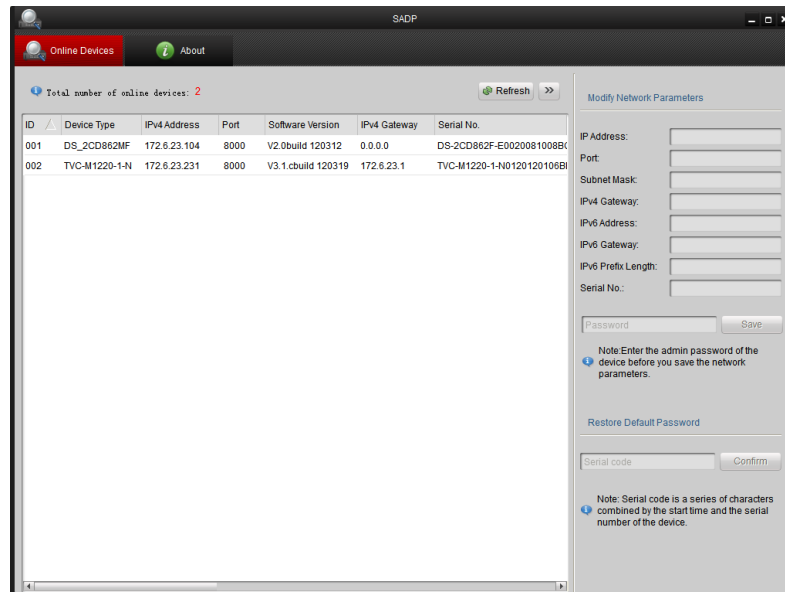 SADP
Online Devices
About
Total number of online devices: 2
Refresh
»
ID Device Type IPv4 Address Port Software Version IPv4 Gateway Serial No.
001 DS_2CD862MF 172.6.23.104 8000 V2.0build 120312 0.0.0.0 DS-2CD862F-E0020081008B
002 TVC-M1220-1-N 172.6.23.231 8000 V3.1.cbuild 120319 172.6.23.1 TVC-M1220-1-N0120120106B
Modify Network Parameters
IP Address:
Port:
Subnet Mask:
IPv4 Gateway:
IPv6 Address:
IPv6 Gateway:
IPv6 Prefix Length:
Serial No.:
Password
Save
Note:Enter the admin password of the
device before you save the network
parameters.
Restore Default Password
Serial code
Confirm
Note: Serial code is a series of characters
combined by the start time and the serial
number of the device.